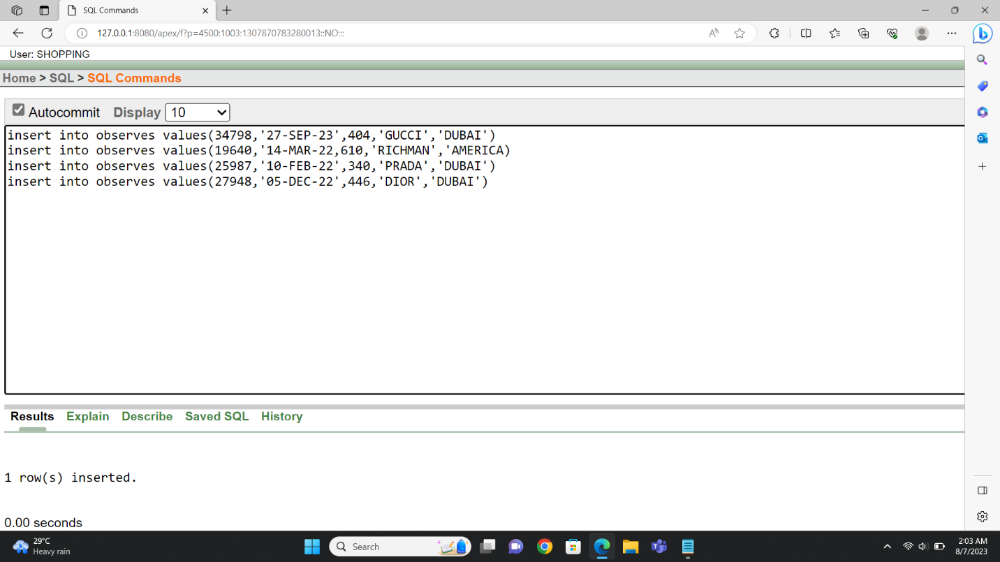 SQL Commands
127.0.0.1:8080/apex/f?p=4500:1003:1307870783280013::NO:::
User: SHOPPING
Home > SQL > SQL Commands
Autocommit Display 10
insert into observes values(34798,'27-SEP-23',404,'GUCCI','DUBAI')
insert into observes values(19640,'14-MAR-22,610,'RICHMAN','AMERICA)
insert into observes values(25987,'10-FEB-22',340,'PRADA','DUBAI')
insert into observes values(27948,'05-DEC-22',446,'DIOR','DUBAI')
Results Explain Describe Saved SQL History
1 row(s) inserted.
0.00 seconds
29°C
Heavy rain
Search
2:03 AM
8/7/2023